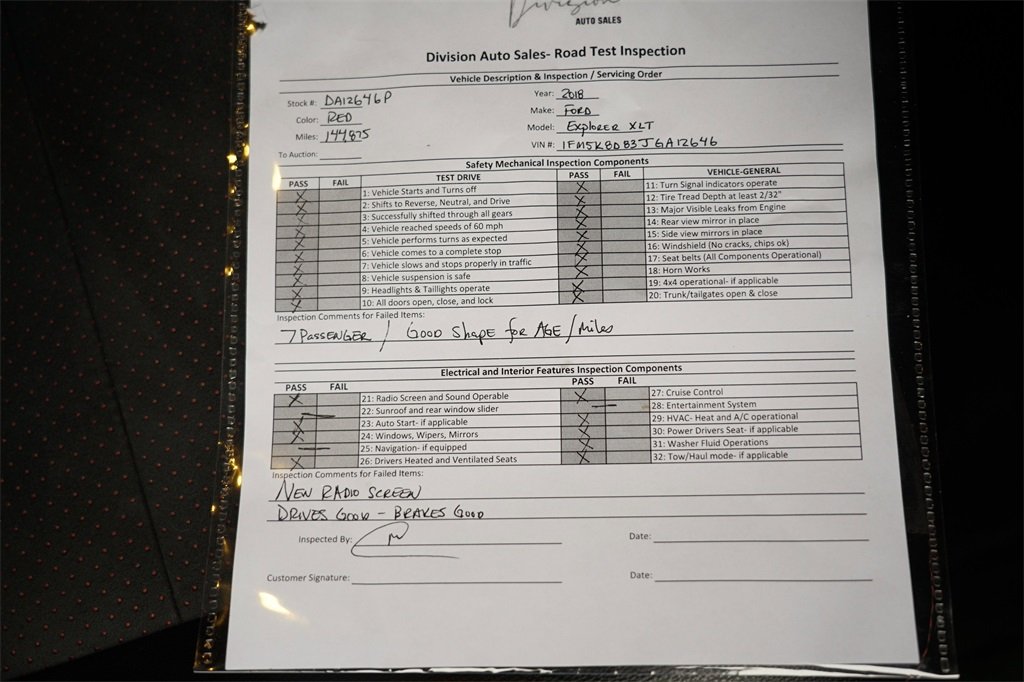 Division
AUTO SALES
Division Auto Sales- Road Test Inspection
Vehicle Description & Inspection / Servicing Order
Stock #: DA12646P
Year: 2018
Color: RED
Make: FORD
Miles: 144875
Model: Explorer XLT
To Auction:
VIN #: 1FM5K8D83JGA12646
Safety Mechanical Inspection Components
PASS FAIL TEST DRIVE PASS FAIL VEHICLE-GENERAL
X 1: Vehicle Starts and Turns off X 11: Turn Signal indicators operate
X 2: Shifts to Reverse, Neutral, and Drive X 12: Tire Tread Depth at least 2/32"
X 3: Successfully shifted through all gears X 13: Major Visible Leaks from Engine
X 4: Vehicle reached speeds of 60 mph X 14: Rear view mirror in place
X 5: Vehicle performs turns as expected X 15: Side view mirrors in place
X 6: Vehicle comes to a complete stop X 16: Windshield (No cracks, chips ok)
X 7: Vehicle slows and stops properly in traffic X 17: Seat belts (All Components Operational)
X 8: Vehicle suspension is safe X 18: Horn Works
X 9: Headlights & Taillights operate X 19: 4x4 operational- if applicable
X 10: All doors open, close, and lock X 20: Trunk/tailgates open & close
Inspection Comments for Failed Items:
7 PASSENGER / GOOD Shape for AGE/Miles
Electrical and Interior Features Inspection Components
PASS FAIL PASS FAIL
X 21: Radio Screen and Sound Operable X 27: Cruise Control
— 22: Sunroof and rear window slider — 28: Entertainment System
X 23: Auto Start- if applicable X 29: HVAC- Heat and A/C operational
X 24: Windows, Wipers, Mirrors X 30: Power Drivers Seat- if applicable
— 25: Navigation- if equipped X 31: Washer Fluid Operations
X 26: Drivers Heated and Ventilated Seats X 32: Tow/Haul mode- if applicable
Inspection Comments for Failed Items:
NEW RADIO SCREEN
DRIVES GOOD - BRAKES GOOD
Inspected By: Date:
Customer Signature: Date: